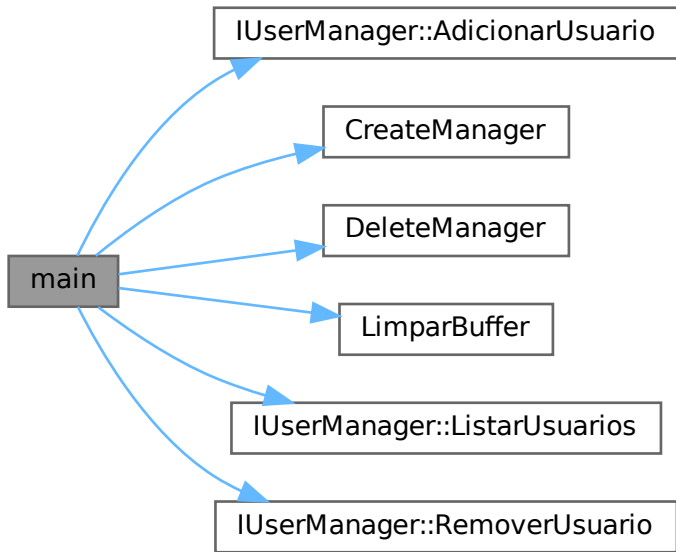 IUserManager::AdicionarUsuario
CreateManager
DeleteManager
main
LimparBuffer
IUserManager::ListarUsuarios
IUserManager::RemoverUsuario